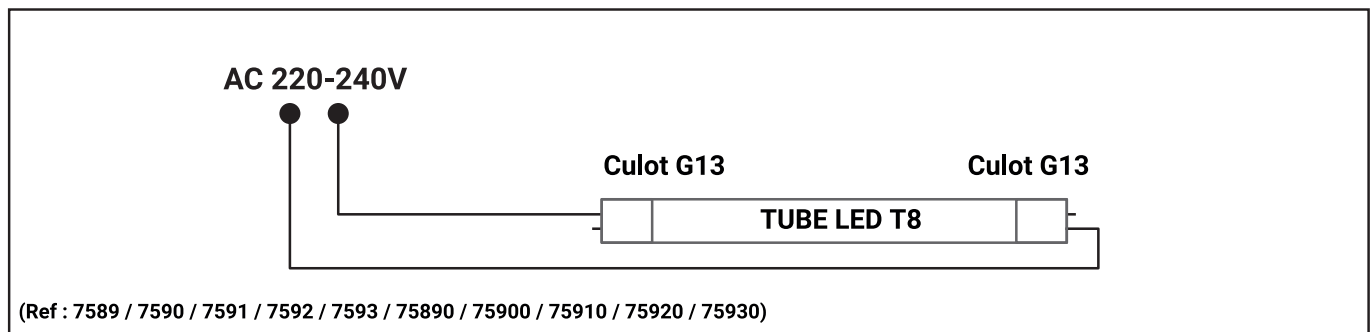 AC 220-240V
Culot G13 Culot G13
TUBE LED T8
(Ref : 7589 / 7590 / 7591 / 7592 / 7593 / 75890 / 75900 / 75910 / 75920 / 75930)